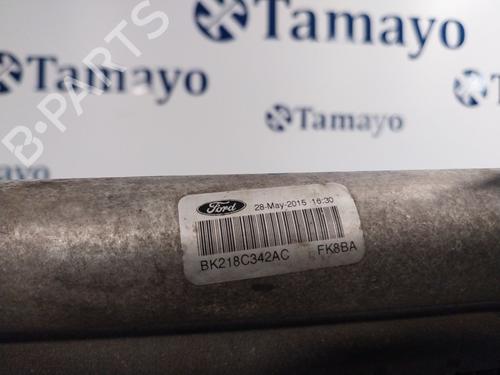 Tamayo
Tamayo
Tamayo
B-PARTS
Ford 28-May-2015 16:30
BK218C342AC FK8BA